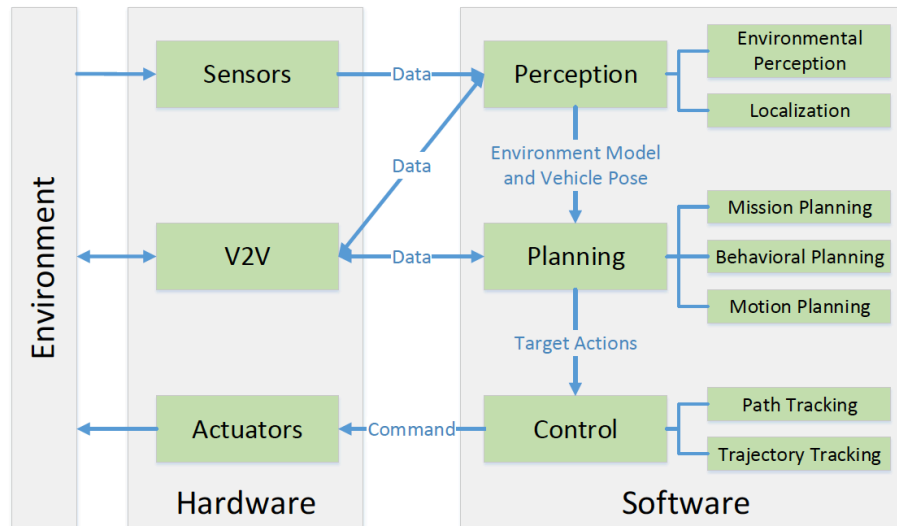 Environment
Sensors
V2V
Actuators
Hardware
Data
Data
Data
Command
Perception
Environment Model
and Vehicle Pose
Planning
Target Actions
Control
Environmental
Perception
Localization
Mission Planning
Behavioral Planning
Motion Planning
Path Tracking
Trajectory Tracking
Software